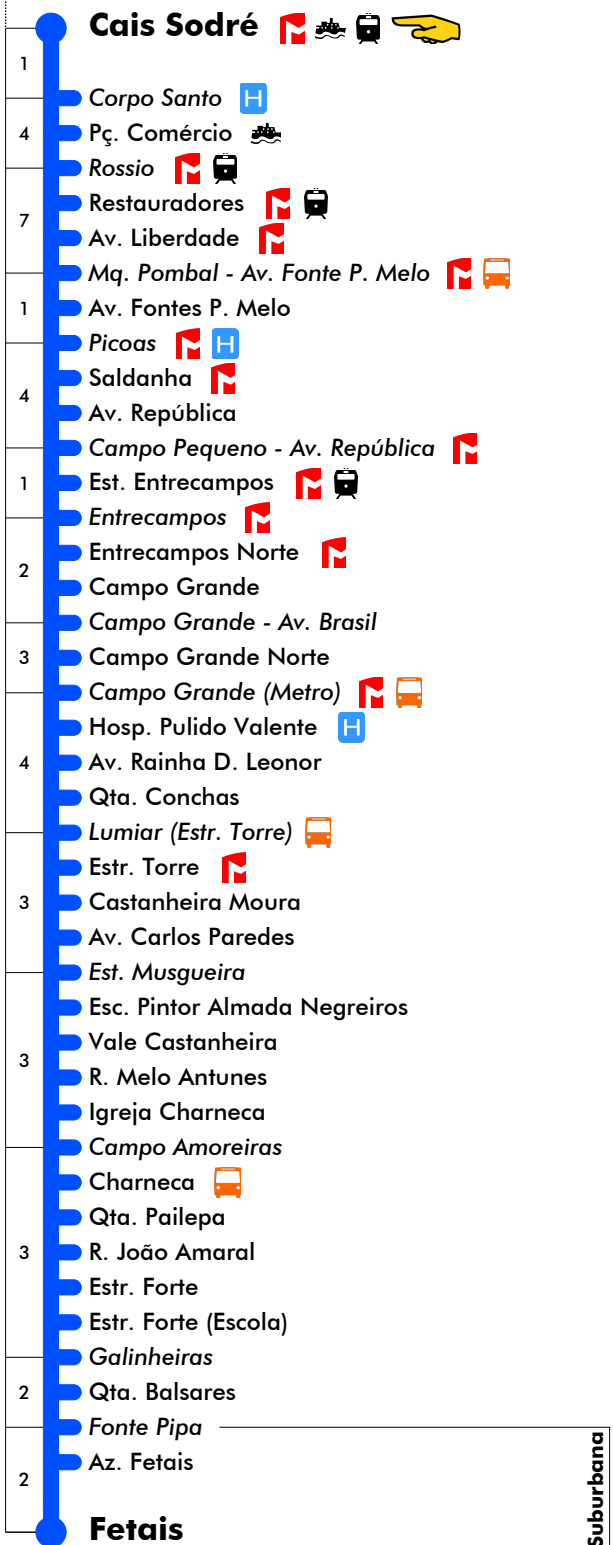 Cais Sodré
1
Corpo Santo H
4 Pç. Comércio
Rossio
Restauradores
7
Av. Liberdade
Mq. Pombal - Av. Fonte P. Melo
1 Av. Fontes P. Melo
Picoas H
Saldanha
4
Av. República
Campo Pequeno - Av. República
1 Est. Entrecampos
Entrecampos
Entrecampos Norte
2
Campo Grande
Campo Grande - Av. Brasil
3 Campo Grande Norte
Campo Grande (Metro)
Hosp. Pulido Valente H
4 Av. Rainha D. Leonor
Qta. Conchas
Lumiar (Estr. Torre)
Estr. Torre
3 Castanheira Moura
Av. Carlos Paredes
Est. Musgueira
Esc. Pintor Almada Negreiros
Vale Castanheira
3
R. Melo Antunes
Igreja Charneca
Campo Amoreiras
Charneca
Qta. Pailepa
3 R. João Amaral
Estr. Forte
Estr. Forte (Escola)
Galinheiras
2 Qta. Balsares
Fonte Pipa
Az. Fetais
2
Fetais
Suburbana